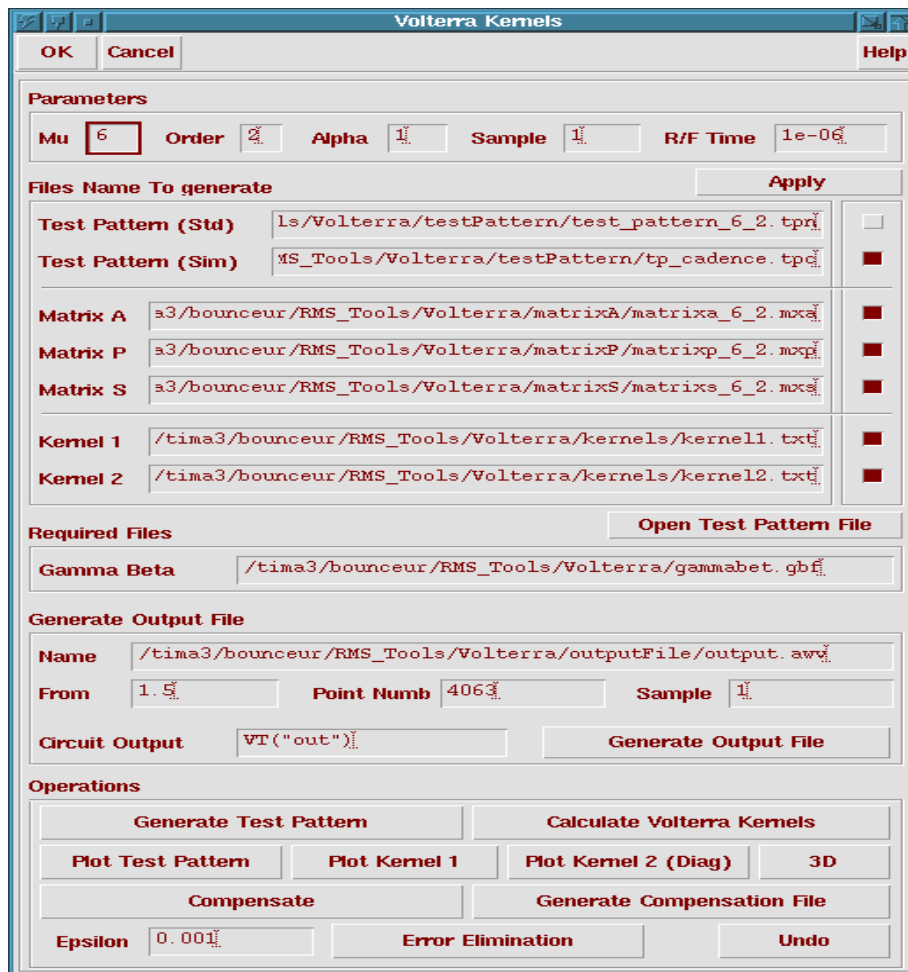 Volterra Kernels
OK Cancel Help
Parameters
Mu 6 Order 2 Alpha 1 Sample 1 R/F Time 1e-06
Files Name To generate Apply
Test Pattern (Std) ls/Volterra/testPattern/test_pattern_6_2.tpn
Test Pattern (Sim) MS_Tools/Volterra/testPattern/tp_cadence.tpc
Matrix A a3/bounceur/RMS_Tools/Volterra/matrixA/matrixa_6_2.mxa
Matrix P a3/bounceur/RMS_Tools/Volterra/matrixP/matrixp_6_2.mxp
Matrix S a3/bounceur/RMS_Tools/Volterra/matrixS/matrixs_6_2.mxs
Kernel 1 /tima3/bounceur/RMS_Tools/Volterra/kernels/kernel1.txt
Kernel 2 /tima3/bounceur/RMS_Tools/Volterra/kernels/kernel2.txt
Required Files Open Test Pattern File
Gamma Beta /tima3/bounceur/RMS_Tools/Volterra/gammabet.gbf
Generate Output File
Name /tima3/bounceur/RMS_Tools/Volterra/outputFile/output.awv
From 1.5 Point Numb 4063 Sample 1
Circuit Output VT("out") Generate Output File
Operations
Generate Test Pattern Calculate Volterra Kernels
Plot Test Pattern Plot Kernel 1 Plot Kernel 2 (Diag) 3D
Compensate Generate Compensation File
Epsilon 0.001 Error Elimination Undo